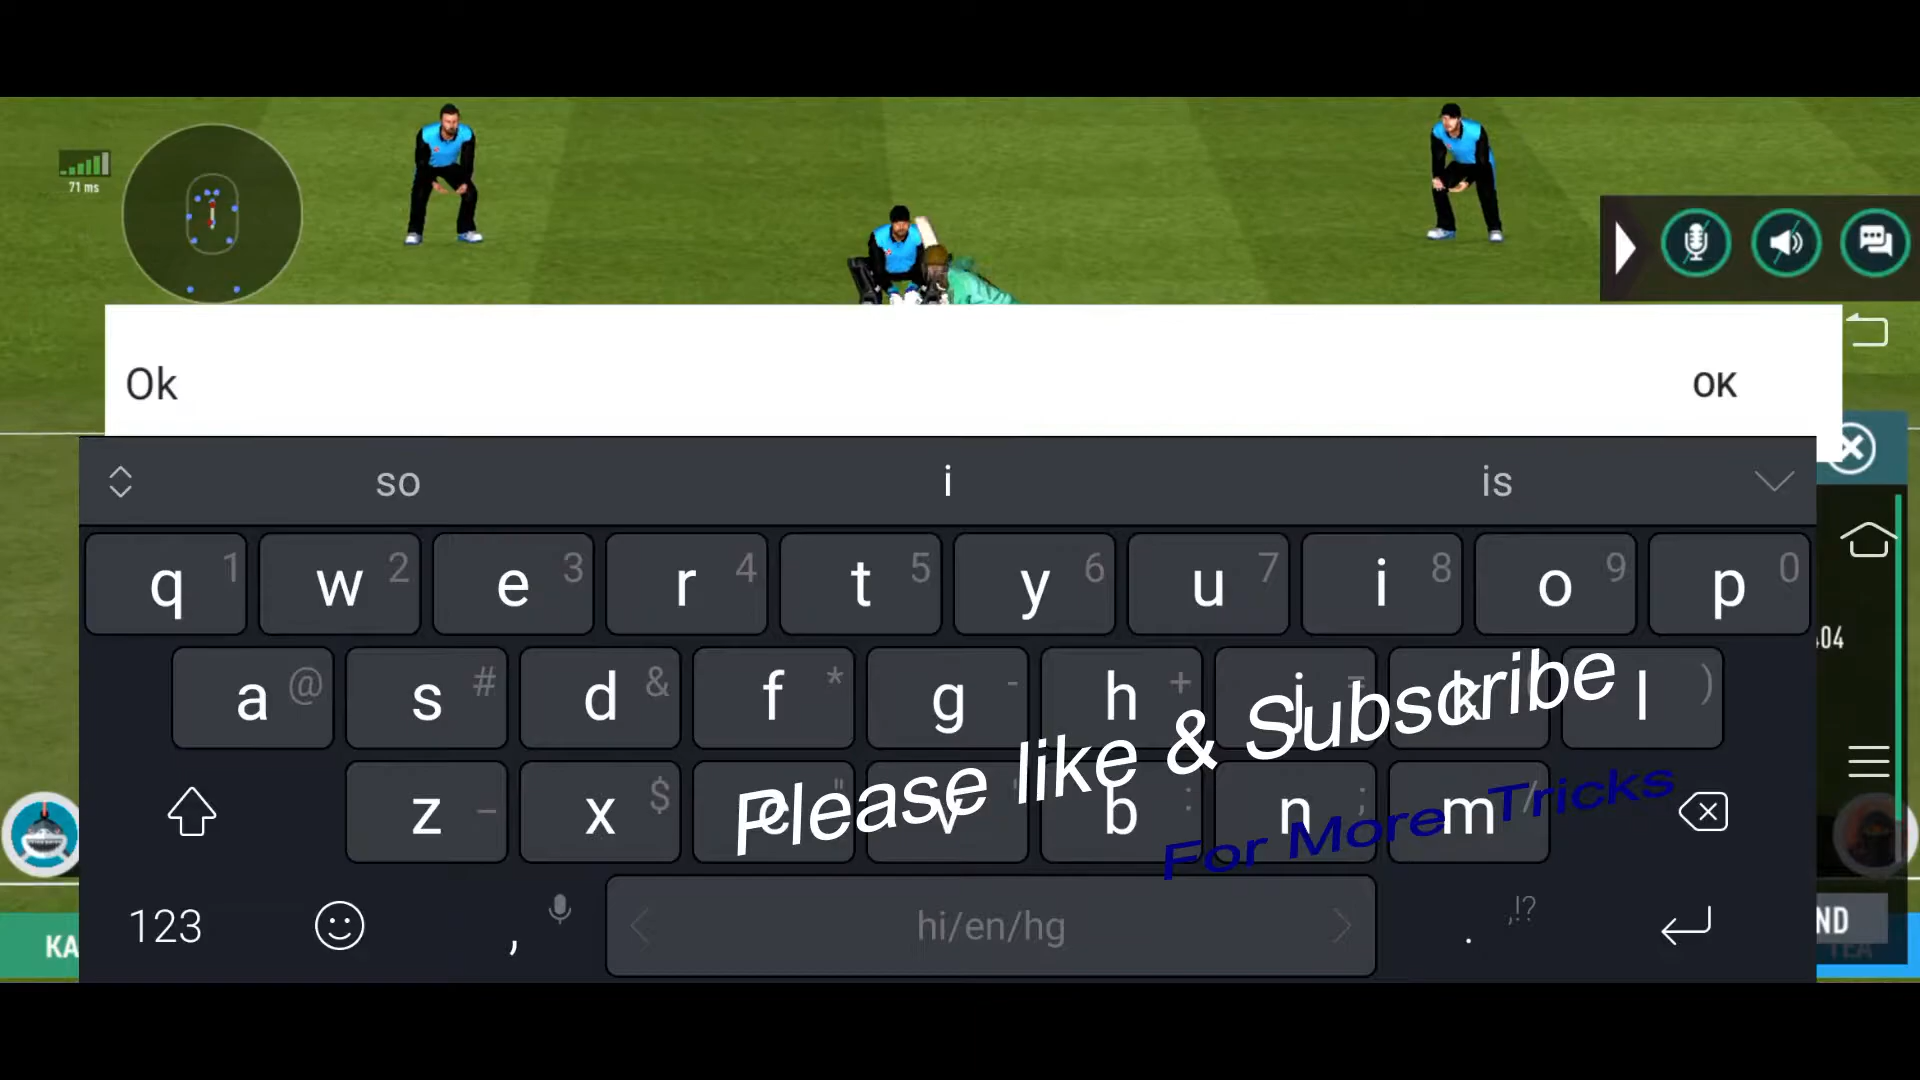 71 ms
Ok
OK
so i is
q 1 w 2 e 3 r 4 t 5 y 6 u 7 i 8 o 9 p 0
04
a @ s # d & f * g - h + j k l )
Please like & Subscribe
z _ x $ c " v ' b : n ; m /
For More Tricks
123 , hi/en/hg . ,!?
KA
ND
TEA